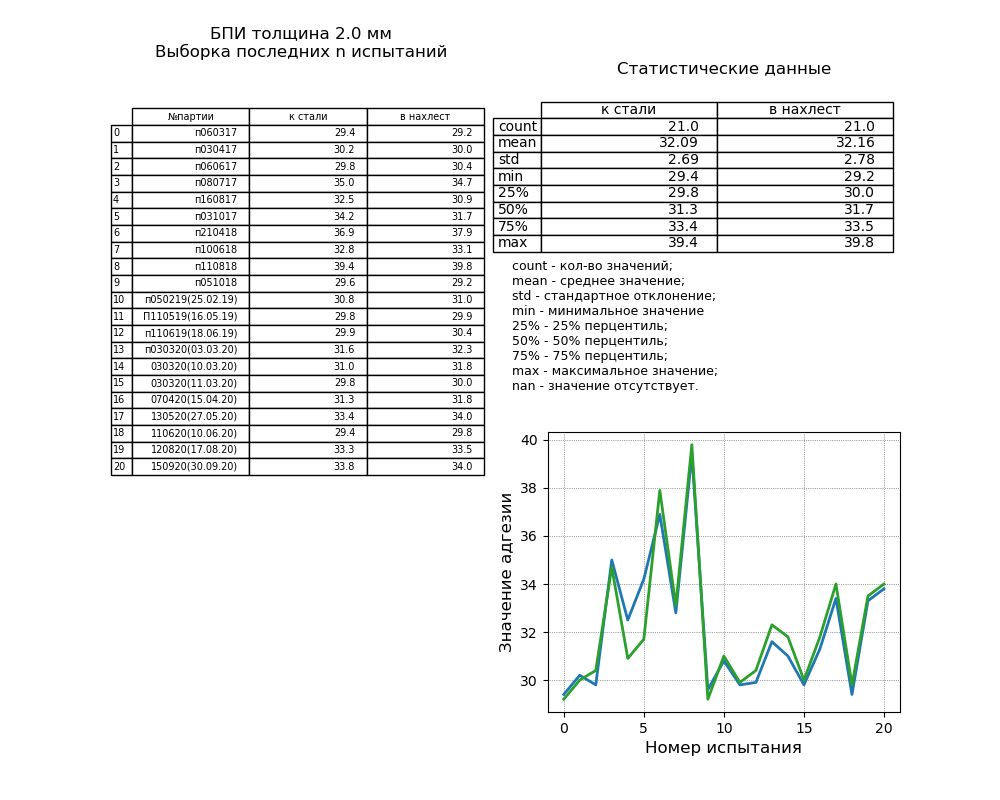 БПИ толщина 2.0 мм
Выборка последних n испытаний
№партии к стали в нахлест
0 п060317 29.4 29.2
1 п030417 30.2 30.0
2 п060617 29.8 30.4
3 п080717 35.0 34.7
4 п160817 32.5 30.9
5 п031017 34.2 31.7
6 п210418 36.9 37.9
7 п100618 32.8 33.1
8 п110818 39.4 39.8
9 п051018 29.6 29.2
10 п050219(25.02.19) 30.8 31.0
11 П110519(16.05.19) 29.8 29.9
12 п110619(18.06.19) 29.9 30.4
13 п030320(03.03.20) 31.6 32.3
14 030320(10.03.20) 31.0 31.8
15 030320(11.03.20) 29.8 30.0
16 070420(15.04.20) 31.3 31.8
17 130520(27.05.20) 33.4 34.0
18 110620(10.06.20) 29.4 29.8
19 120820(17.08.20) 33.3 33.5
20 150920(30.09.20) 33.8 34.0
Статистические данные
к стали в нахлест
count 21.0 21.0
mean 32.09 32.16
std 2.69 2.78
min 29.4 29.2
25% 29.8 30.0
50% 31.3 31.7
75% 33.4 33.5
max 39.4 39.8
count - кол-во значений;
mean - среднее значение;
std - стандартное отклонение;
min - минимальное значение
25% - 25% перцентиль;
50% - 50% перцентиль;
75% - 75% перцентиль;
max - максимальное значение;
nan - значение отсутствует.
Значение адгезии
40
38
36
34
32
30
0 5 10 15 20
Номер испытания